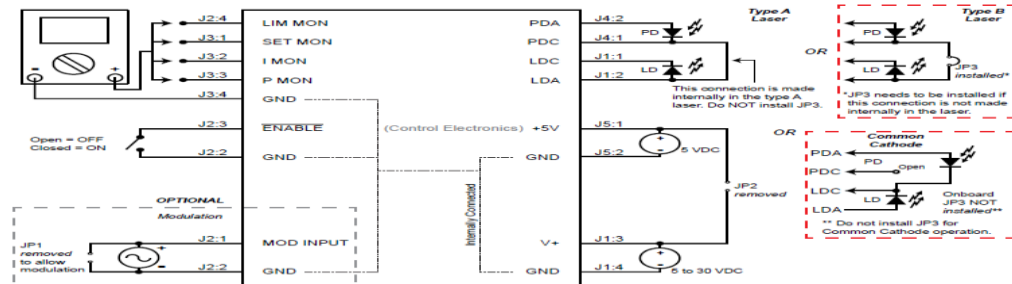 J2:4 LIM MON
J3:1 SET MON
J3:2 I MON
J3:3 P MON
J3:4 GND
- +
Open = OFF
Closed = ON
J2:3 ENABLE
J2:2 GND
OPTIONAL
Modulation
JP1
removed
to allow
modulation
+
-
J2:1 MOD INPUT
J2:2 GND
(Control Electronics)
Internally Connected
PDA J4:2
PDC J4:1
LDC J1:1
LDA J1:2
+5V J5:1
GND J5:2
V+ J1:3
GND J1:4
Type A
Laser
PD
LD
This connection is made
internally in the type A
laser. Do NOT install JP3.
+
-
5 VDC
JP2
removed
+
-
5 to 30 VDC
OR
Type B
Laser
PD
LD
JP3
installed*
*JP3 needs to be installed if
this connection is not made
internally in the laser.
OR
Common
Cathode
PDA
PD
PDC
Open
LDC
LD
LDA
Onboard
JP3 NOT
installed**
** Do not install JP3 for
Common Cathode operation.